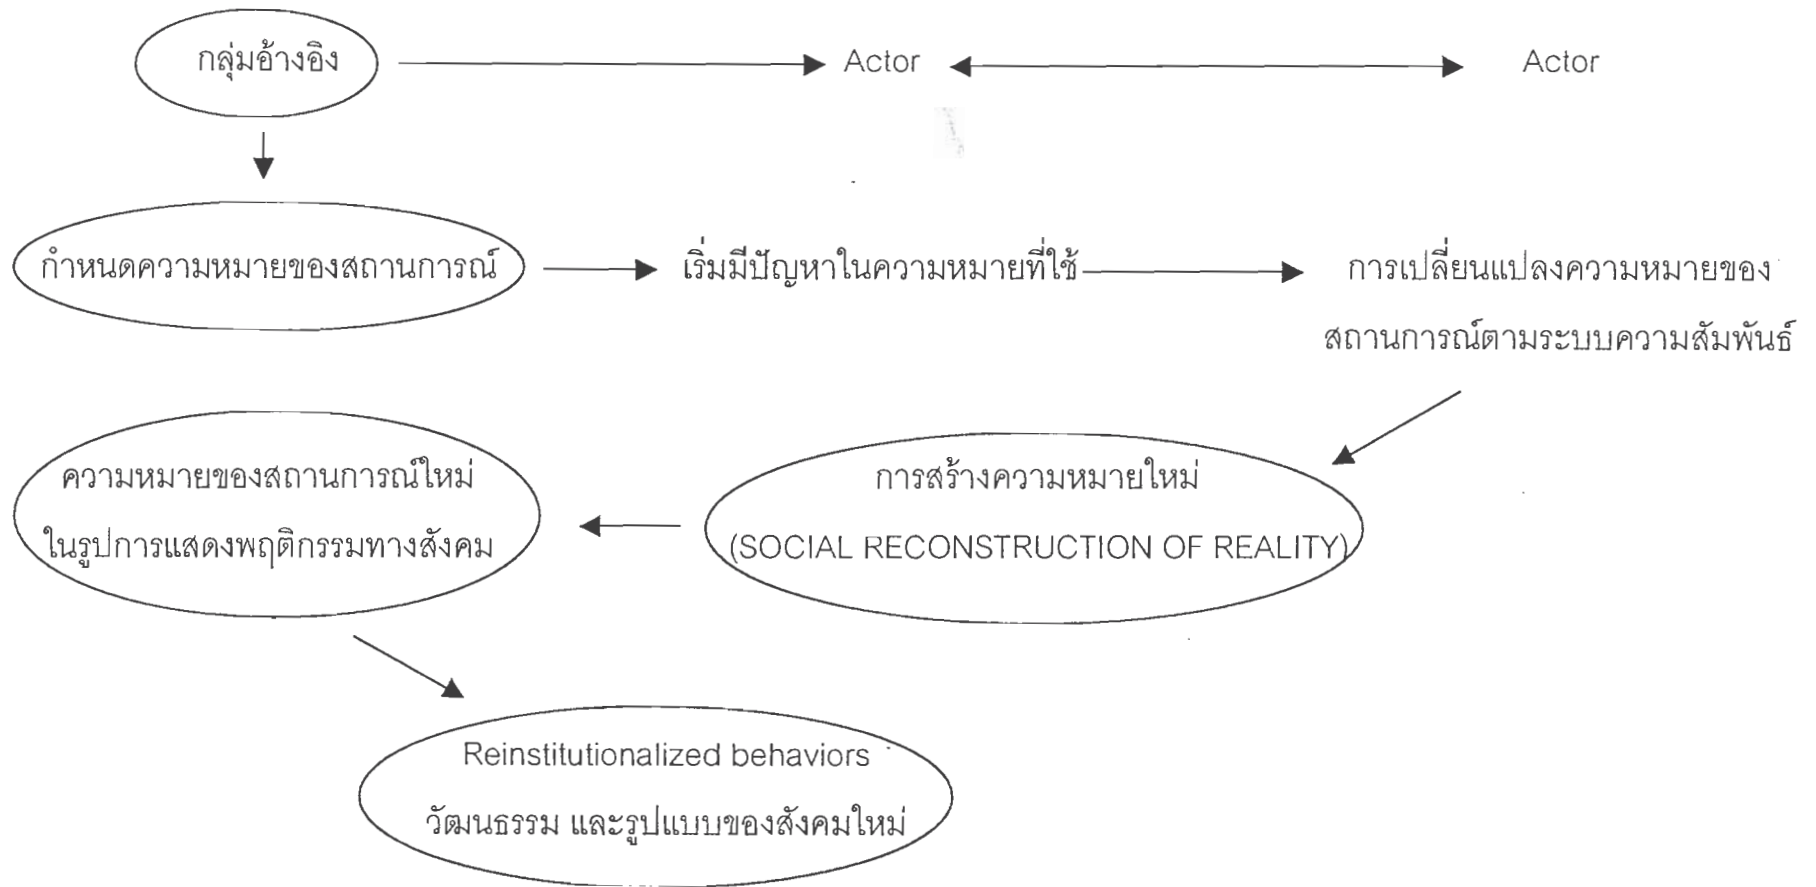 กลุ่มอ้างอิง
Actor
Actor
กำหนดความหมายของสถานการณ์
เริ่มมีปัญหาในความหมายที่ใช้
การเปลี่ยนแปลงความหมายของ
สถานการณ์ตามระบบความสัมพันธ์
ความหมายของสถานการณ์ใหม่
ในรูปการแสดงพฤติกรรมทางสังคม
การสร้างความหมายใหม่
(SOCIAL RECONSTRUCTION OF REALITY)
Reinstitutionalized behaviors
วัฒนธรรม และรูปแบบของสังคมใหม่